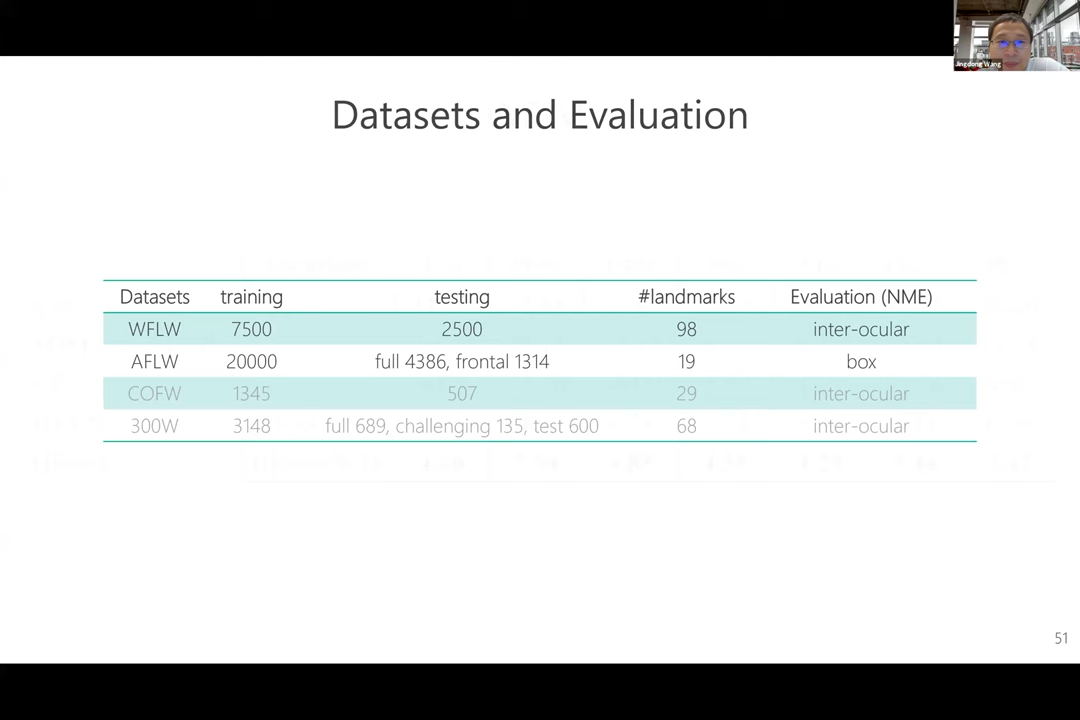 Jingdong Wang
Datasets and Evaluation
Datasets training testing #landmarks Evaluation (NME)
WFLW 7500 2500 98 inter-ocular
AFLW 20000 full 4386, frontal 1314 19 box
COFW 1345 507 29 inter-ocular
300W 3148 full 689, challenging 135, test 600 68 inter-ocular
51